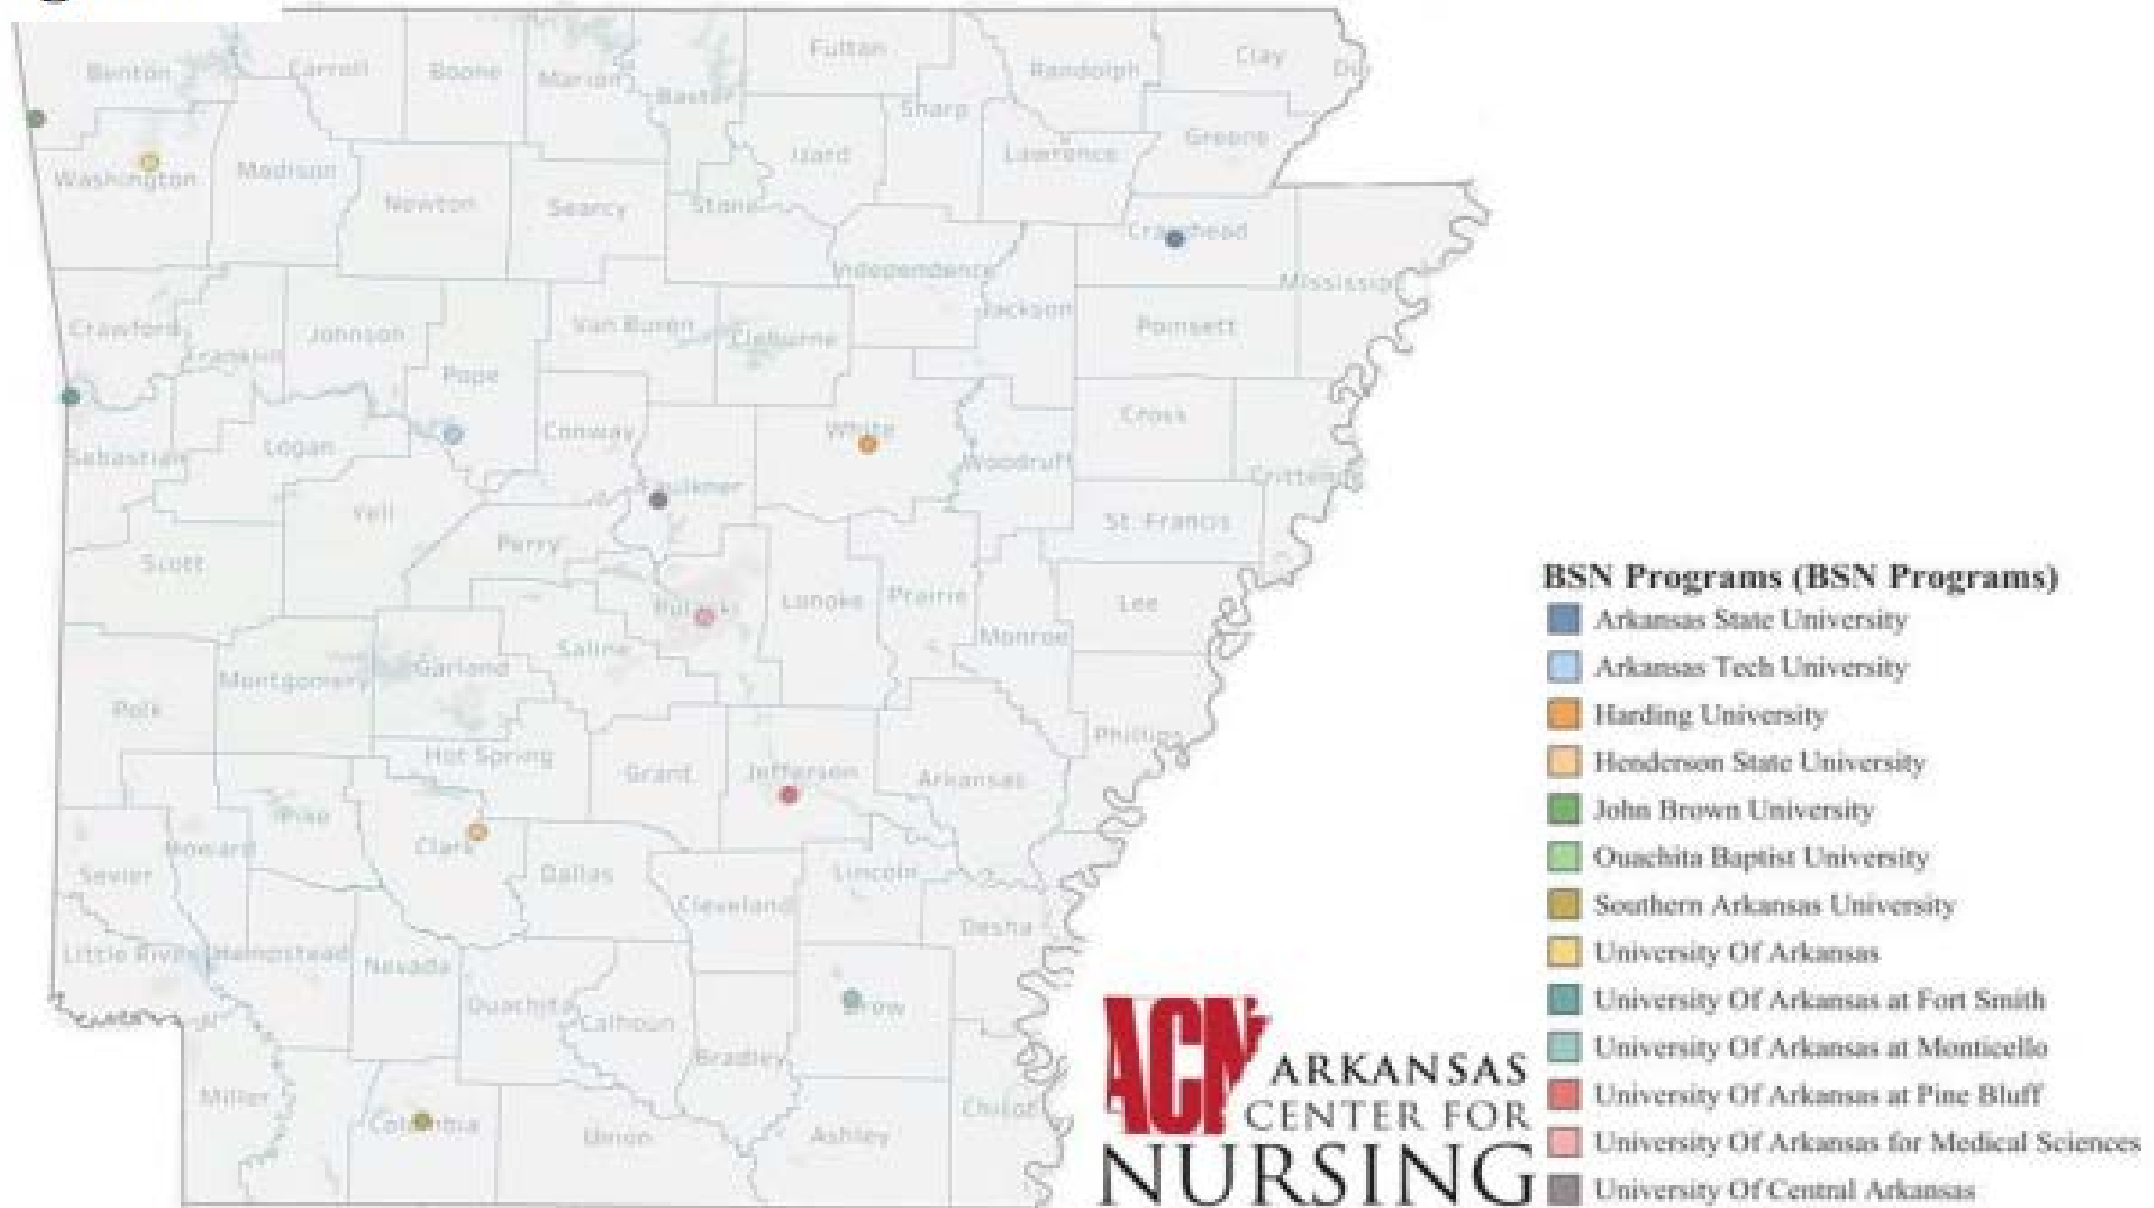 Fulton
Clay
Benton
Carroll
Boone
Marion
Randolph
Baxter
Sharp
Greene
Izard
Lawrence
Washington
Madison
Newton
Searcy
Stone
Independence
Mississip
Jackson
Crawford
Johnson
Van Buren
Cleburne
Poinsett
Franklin
Pope
Cross
Conway
White
Logan
Sebastian
Woodruff
Faulkner
Yell
St. Francis
Perry
Scott
Pulaski
Lonoke
Prairie
Lee
Saline
Monroe
Garland
Montgomery
Polk
Phillips
Hot Spring
Grant
Jefferson
Arkansas
Pike
Clark
Howard
Sevier
Dallas
Lincoln
Cleveland
Desha
Little River
Hempstead
Nevada
Ouachita
Calhoun
Bradley
Miller
Columbia
Union
Ashley
Chicot
BSN Programs (BSN Programs)
Arkansas State University
Arkansas Tech University
Harding University
Henderson State University
John Brown University
Ouachita Baptist University
Southern Arkansas University
University Of Arkansas
University Of Arkansas at Fort Smith
University Of Arkansas at Monticello
University Of Arkansas at Pine Bluff
University Of Arkansas for Medical Sciences
University Of Central Arkansas
ACN
ARKANSAS
CENTER FOR
NURSING